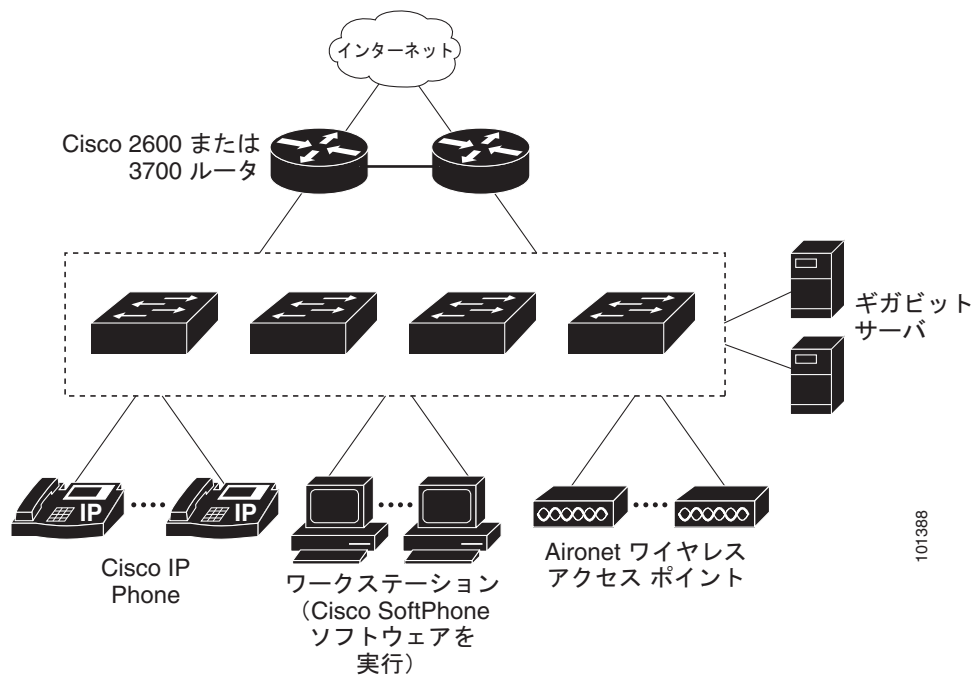 インターネット
Cisco 2600 または
3700 ルータ
ギガビット
サーバ
IP
IP
Cisco IP
Phone
ワークステーション
（Cisco SoftPhone
ソフトウェアを
実行）
Aironet ワイヤレス
アクセス ポイント
101388